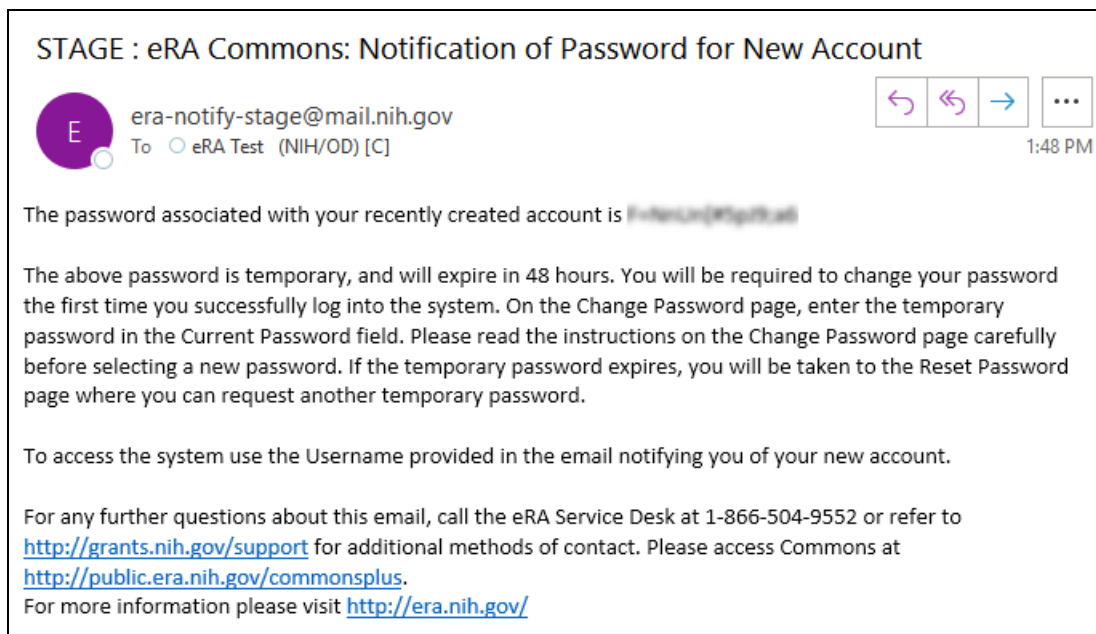 STAGE : eRA Commons: Notification of Password for New Account
E
era-notify-stage@mail.nih.gov
To eRA Test (NIH/OD) [C]
1:48 PM
The password associated with your recently created account is
The above password is temporary, and will expire in 48 hours. You will be required to change your password
the first time you successfully log into the system. On the Change Password page, enter the temporary
password in the Current Password field. Please read the instructions on the Change Password page carefully
before selecting a new password. If the temporary password expires, you will be taken to the Reset Password
page where you can request another temporary password.
To access the system use the Username provided in the email notifying you of your new account.
For any further questions about this email, call the eRA Service Desk at 1-866-504-9552 or refer to
http://grants.nih.gov/support for additional methods of contact. Please access Commons at
http://public.era.nih.gov/commonsplus.
For more information please visit http://era.nih.gov/